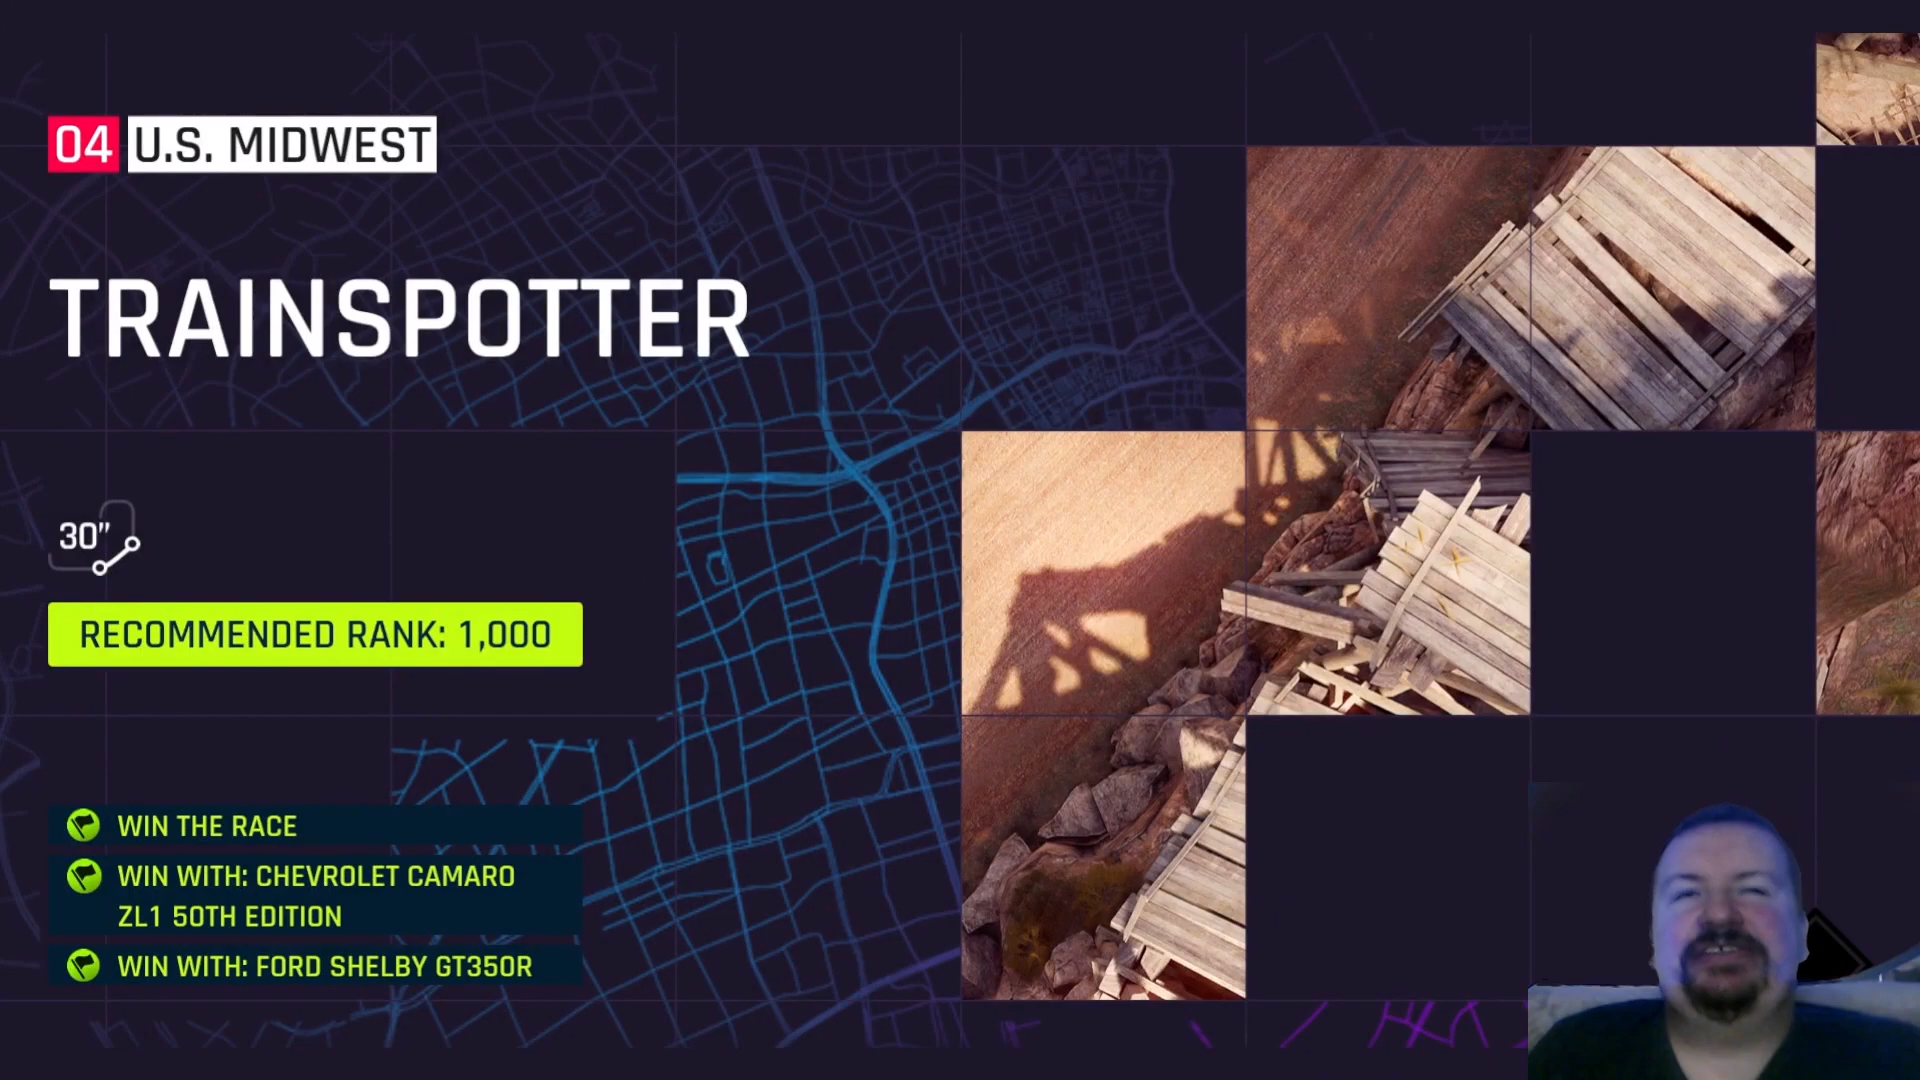 04 U.S. MIDWEST
TRAINSPOTTER
30”
RECOMMENDED RANK: 1,000
WIN THE RACE
WIN WITH: CHEVROLET CAMARO
ZL1 50TH EDITION
WIN WITH: FORD SHELBY GT350R